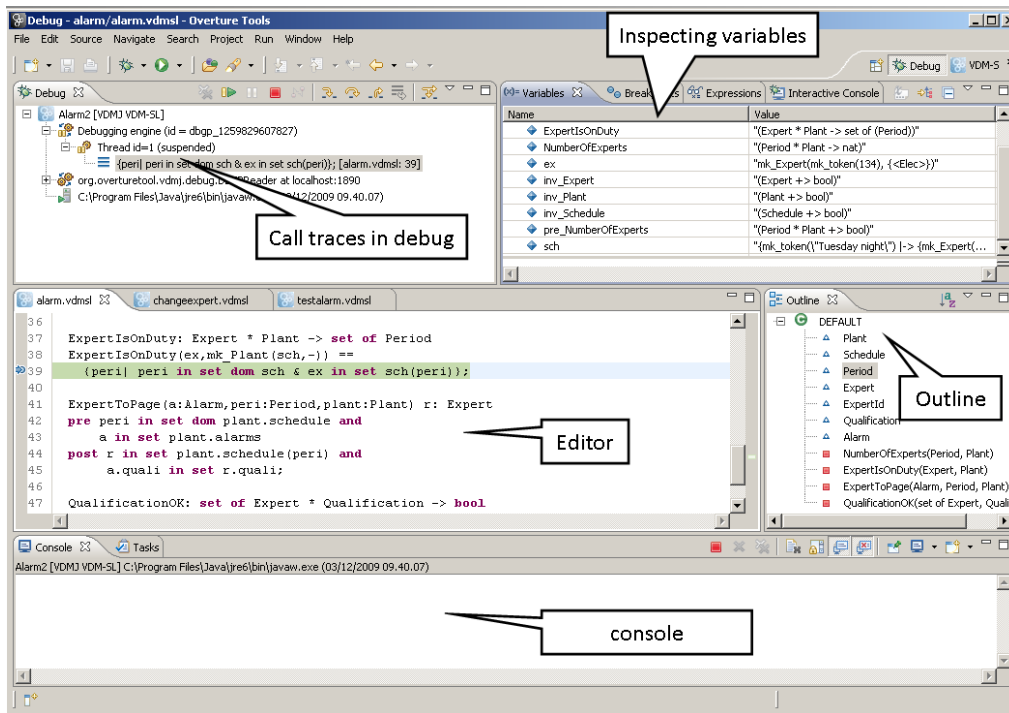 Debug - alarm/alarm.vdmsl - Overture Tools
File Edit Source Navigate Search Project Run Window Help
Inspecting variables
Debug VDM-S
Debug
Alarm2 [VDMJ VDM-SL]
Debugging engine (id = dbgp_1259829607827)
Thread id=1 (suspended)
{peri| peri in set dom sch & ex in set sch(peri)}; [alarm.vdmsl: 39]
org.overturetool.vdmj.debug. Reader at localhost:1890
C:\Program Files\Java\jre6\bin\javaw. /12/2009 09.40.07)
Call traces in debug
(x)= Variables Expressions Interactive Console
Name Value
ExpertIsOnDuty "(Expert * Plant -> set of (Period))"
NumberOfExperts "(Period * Plant -> nat)"
ex "mk_Expert(mk_token(134), {<Elec>})"
inv_Expert "(Expert +> bool)"
inv_Plant "(Plant +> bool)"
inv_Schedule "(Schedule +> bool)"
pre_NumberOfExperts "(Period * Plant +> bool)"
sch "{mk_token(\"Tuesday night\") |-> {mk_Expert(...
alarm.vdmsl changeexpert.vdmsl testalarm.vdmsl
36
37 ExpertIsOnDuty: Expert * Plant -> set of Period
38 ExpertIsOnDuty(ex,mk_Plant(sch,-)) ==
39 {peri| peri in set dom sch & ex in set sch(peri)};
40
41 ExpertToPage(a:Alarm,peri:Period,plant:Plant) r: Expert
42 pre peri in set dom plant.schedule and
43 a in set plant.alarms
44 post r in set plant.schedule(peri) and
45 a.quali in set r.quali;
46
47 QualificationOK: set of Expert * Qualification -> bool
Editor
Outline
DEFAULT
Plant
Schedule
Period
Expert
ExpertId
Qualification
Alarm
NumberOfExperts(Period, Plant)
ExpertIsOnDuty(Expert, Plant)
ExpertToPage(Alarm, Period, Plant)
QualificationOK(set of Expert, Quali
Outline
Console Tasks
Alarm2 [VDMJ VDM-SL] C:\Program Files\Java\jre6\bin\javaw.exe (03/12/2009 09.40.07)
console